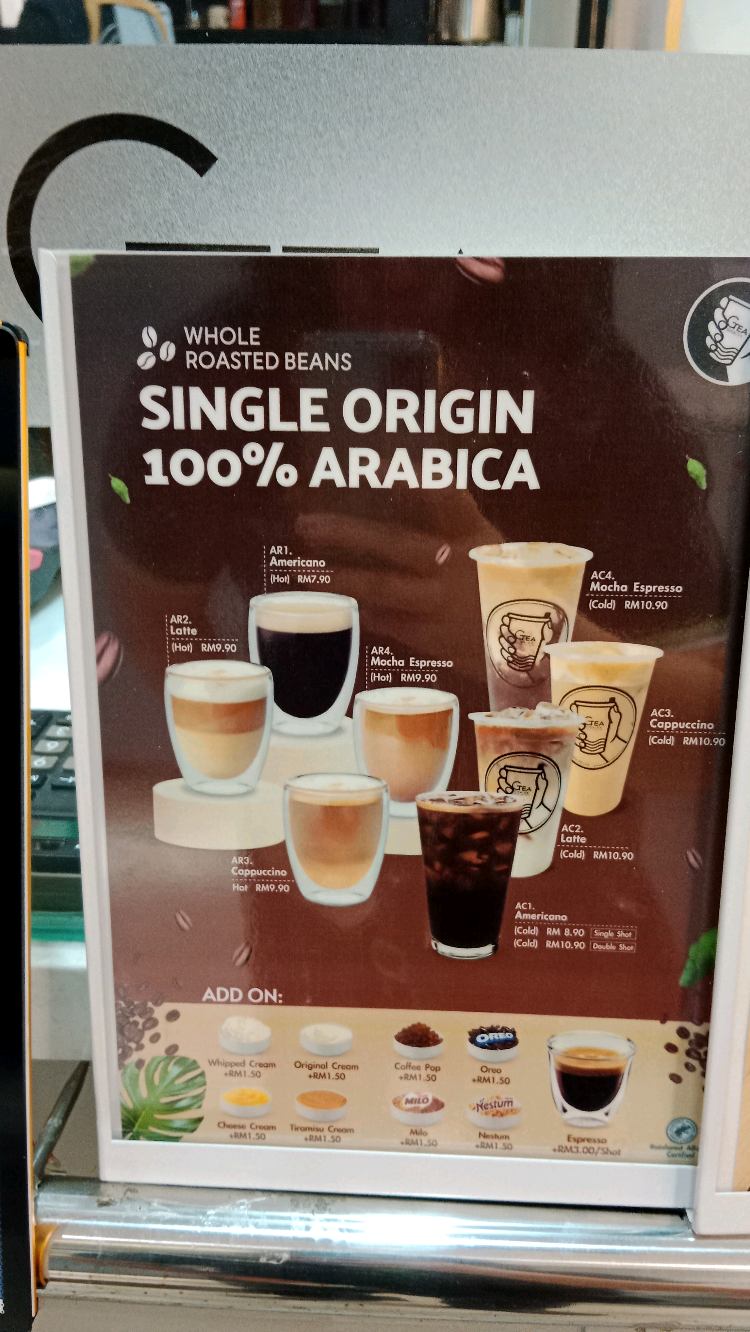 WHOLE
ROASTED BEANS
SINGLE ORIGIN
100% ARABICA
AR1.
Americano
(Hot) RM7.90
AR2.
Latte
(Hot) RM9.90
AR4.
Mocha Espresso
(Hot) RM9.90
AR3.
Cappuccino
Hot RM9.90
AC4.
Mocha Espresso
(Cold) RM10.90
AC3.
Cappuccino
(Cold) RM10.90
AC2.
Latte
(Cold) RM10.90
AC1.
Americano
(Cold) RM 8.90 Single Shot
(Cold) RM10.90 Double Shot
GTEA
GTEA
GTEA
GTEA
ADD ON:
Whipped Cream
+RM1.50
Original Cream
+RM1.50
Coffee Pop
+RM1.50
OREO
Oreo
+RM1.50
Cheese Cream
+RM1.50
Tiramisu Cream
+RM1.50
MILO
Milo
+RM1.50
Nestum
Nestum
+RM1.50
Espresso
+RM3.00/Shot
Certified